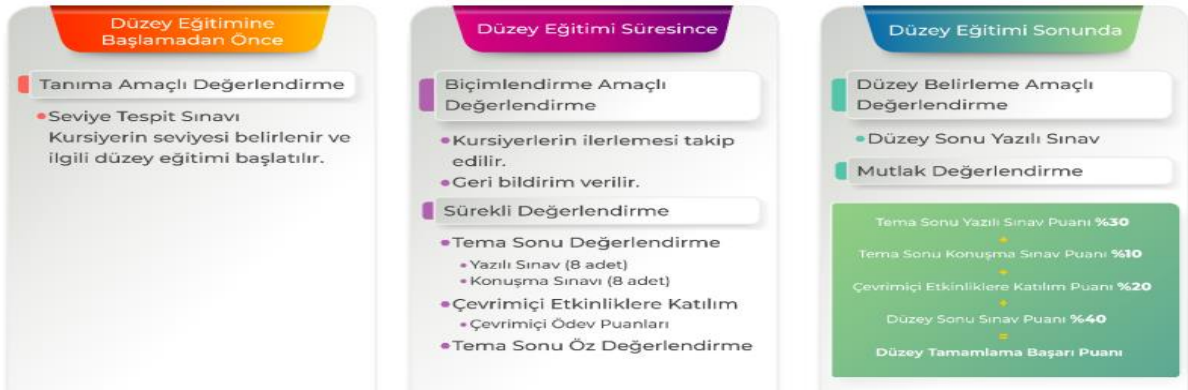 Düzey Eğitimine
Başlamadan Önce
Tanıma Amaçlı Değerlendirme
•Seviye Tespit Sınavı
Kursiyerin seviyesi belirlenir ve
ilgili düzey eğitimi başlatılır.
Düzey Eğitimi Süresince
Biçimlendirme Amaçlı
Değerlendirme
•Kursiyerlerin ilerlemesi takip
edilir.
•Geri bildirim verilir.
Sürekli Değerlendirme
•Tema Sonu Değerlendirme
•Yazılı Sınav (8 adet)
•Konuşma Sınavı (8 adet)
•Çevrimiçi Etkinliklere Katılım
•Çevrimiçi Ödev Puanları
•Tema Sonu Öz Değerlendirme
Düzey Eğitimi Sonunda
Düzey Belirleme Amaçlı
Değerlendirme
•Düzey Sonu Yazılı Sınav
Mutlak Değerlendirme
Tema Sonu Yazılı Sınav Puanı %30
+
Tema Sonu Konuşma Sınav Puanı %10
+
Çevrimiçi Etkinliklere Katılım Puanı %20
+
Düzey Sonu Sınav Puanı %40
=
Düzey Tamamlama Başarı Puanı